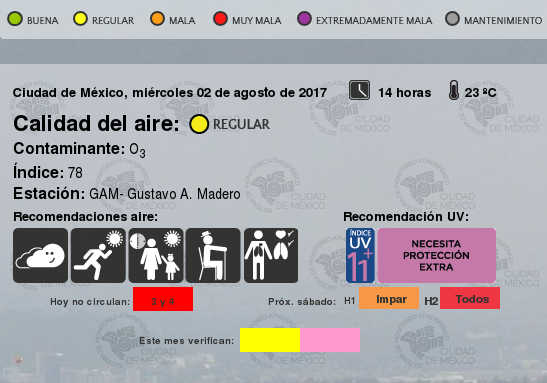 BUENA REGULAR MALA MUY MALA EXTREMADAMENTE MALA MANTENIMIENTO
Ciudad de México, miércoles 02 de agosto de 2017 14 horas 23 ºC
Calidad del aire: REGULAR
Contaminante: O3
Índice: 78
Estación: GAM- Gustavo A. Madero
Recomendaciones aire: Recomendación UV:
ÍNDICE
UV
11+
NECESITA
PROTECCIÓN
EXTRA
Hoy no circulan: 3 y 4 Próx. sábado: H1 Impar H2 Todos
Este mes verifican: